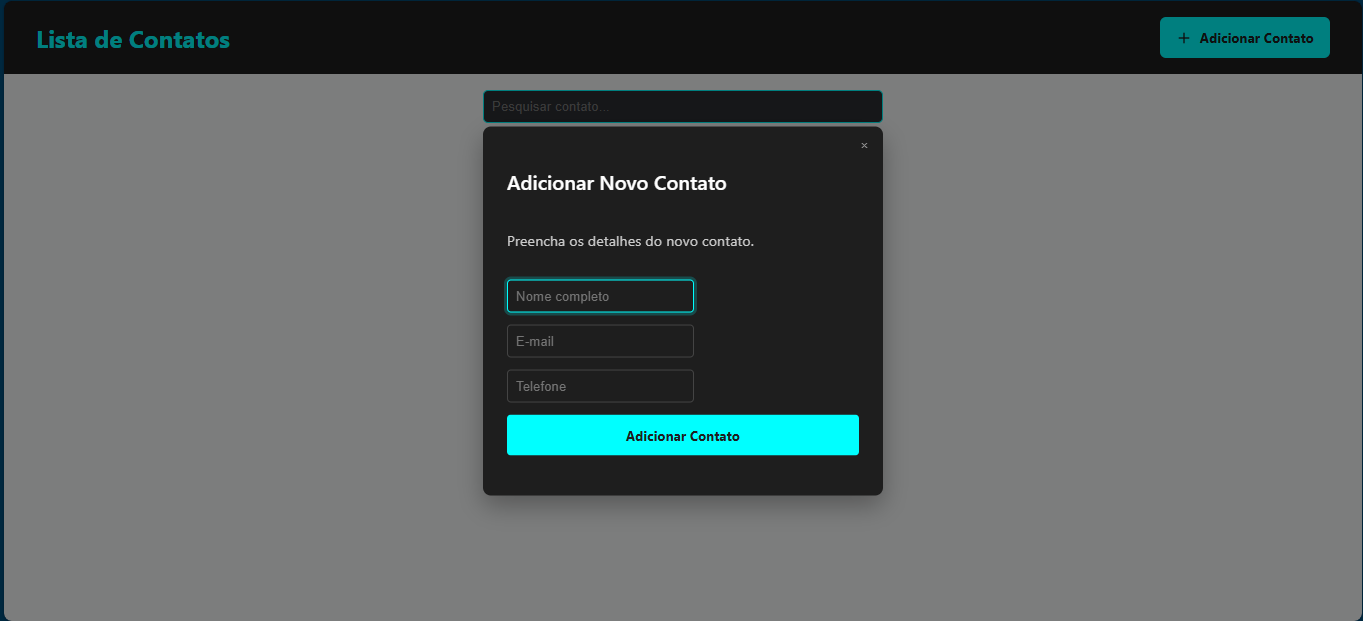 Lista de Contatos
+ Adicionar Contato
Pesquisar contato...
×
Adicionar Novo Contato
Preencha os detalhes do novo contato.
Nome completo
E-mail
Telefone
Adicionar Contato